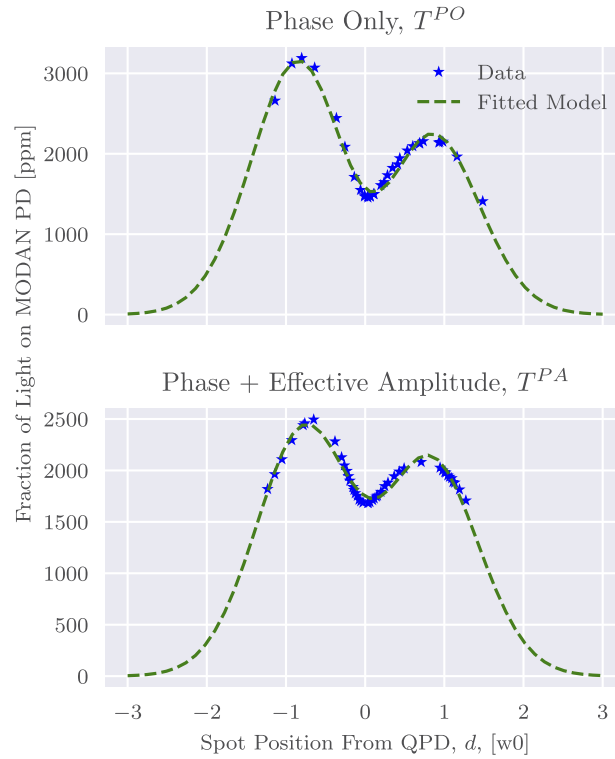 Phase Only, T^{PO}
3000
2000
1000
0
Data
Fitted Model
Fraction of Light on MODAN PD [ppm]
Phase + Effective Amplitude, T^{PA}
2500
2000
1500
1000
500
0
−3 −2 −1 0 1 2 3
Spot Position From QPD, d, [w0]